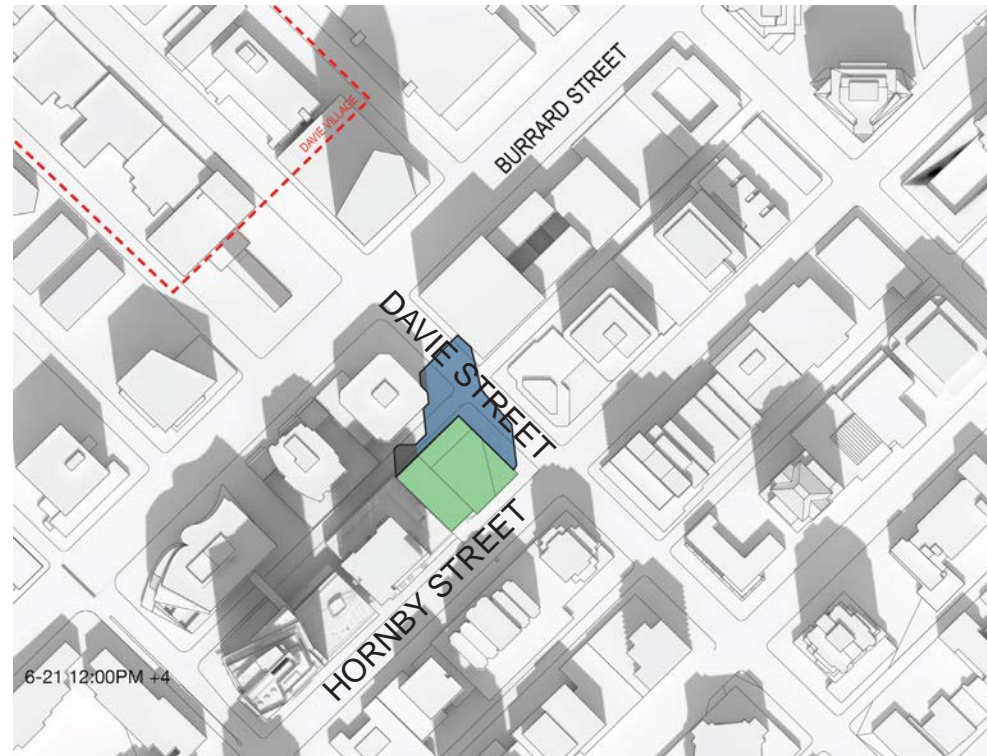 DAVIE VILLAGE
BURRARD STREET
DAVIE STREET
HORNBY STREET
6-21 12:00PM +4